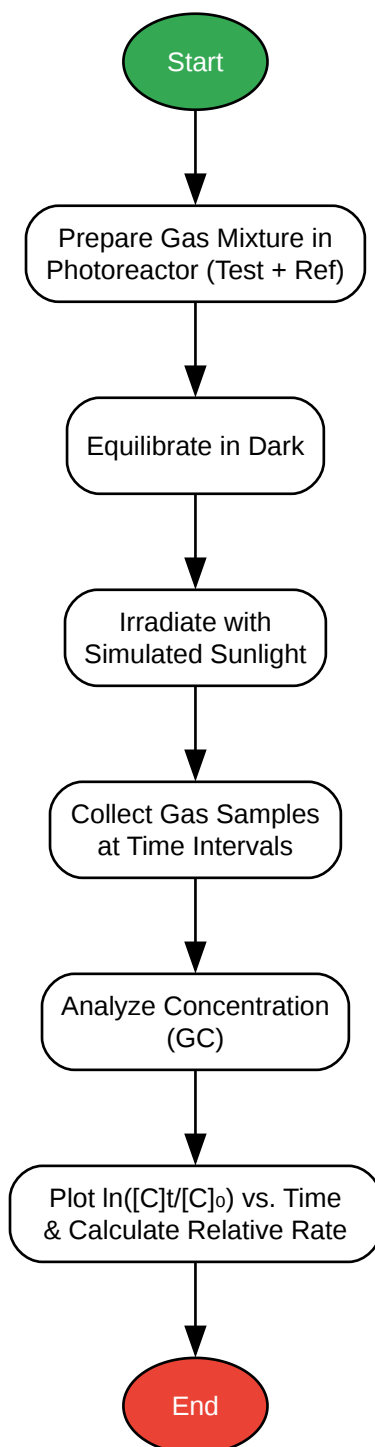 Start
Prepare Gas Mixture in
Photoreactor (Test + Ref)
Equilibrate in Dark
Irradiate with
Simulated Sunlight
Collect Gas Samples
at Time Intervals
Analyze Concentration
(GC)
Plot ln([C]t/[C]₀) vs. Time
& Calculate Relative Rate
End